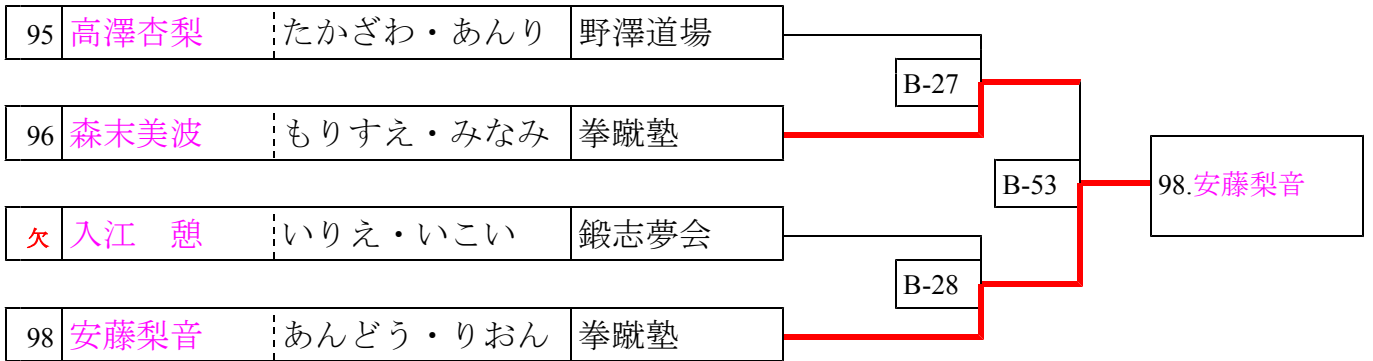 95 高澤杏梨 たかざわ・あんり 野澤道場
B-27
96 森末美波 もりすえ・みなみ 拳蹴塾
B-53 98.安藤梨音
欠 入江　憩 いりえ・いこい 鍛志夢会
B-28
98 安藤梨音 あんどう・りおん 拳蹴塾